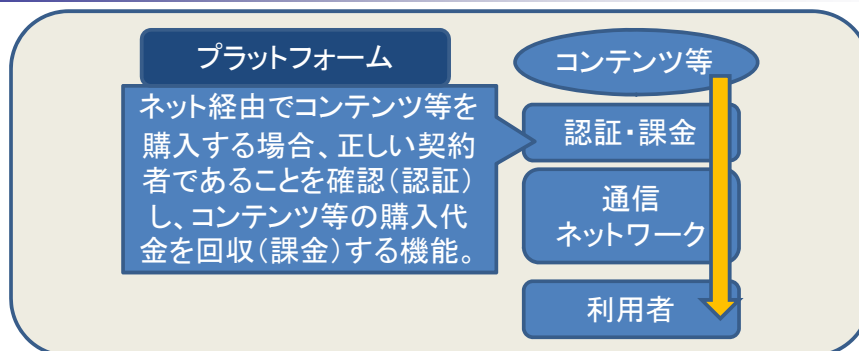 プラットフォーム
ネット経由でコンテンツ等を
購入する場合、正しい契約
者であることを確認(認証)
し、コンテンツ等の購入代
金を回収(課金)する機能。
コンテンツ等
認証・課金
通信
ネットワーク
利用者